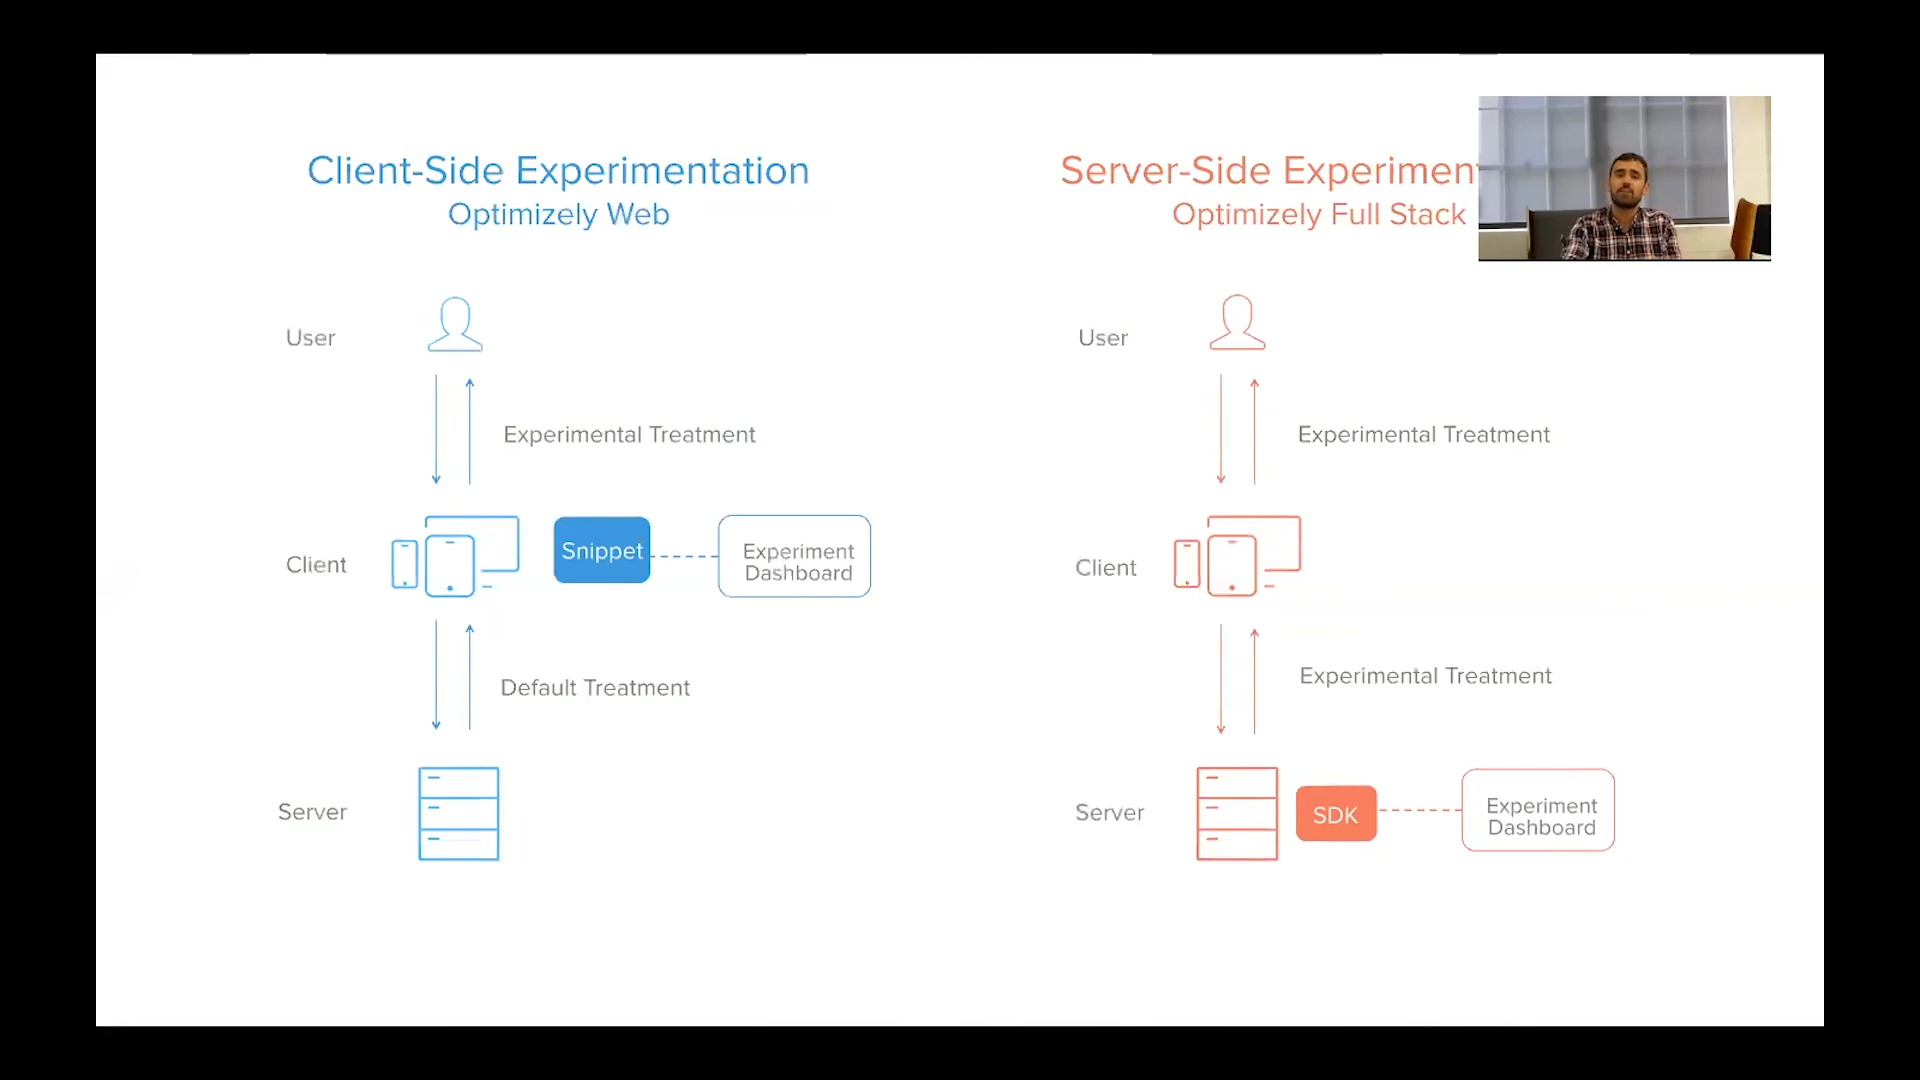 Client-Side Experimentation
Optimizely Web
User
Experimental Treatment
Client
Snippet
Experiment
Dashboard
Default Treatment
Server
Server-Side
Optimizely Full Stack
User
Experimental Treatment
Client
Experimental Treatment
Server
SDK
Experiment
Dashboard